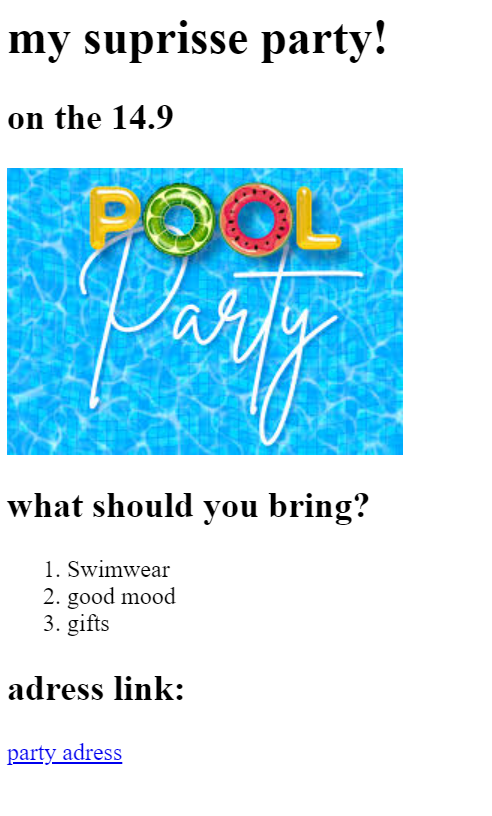 my suprisse party!
on the 14.9
POOL
Party
what should you bring?
1. Swimwear
2. good mood
3. gifts
adress link:
party adress